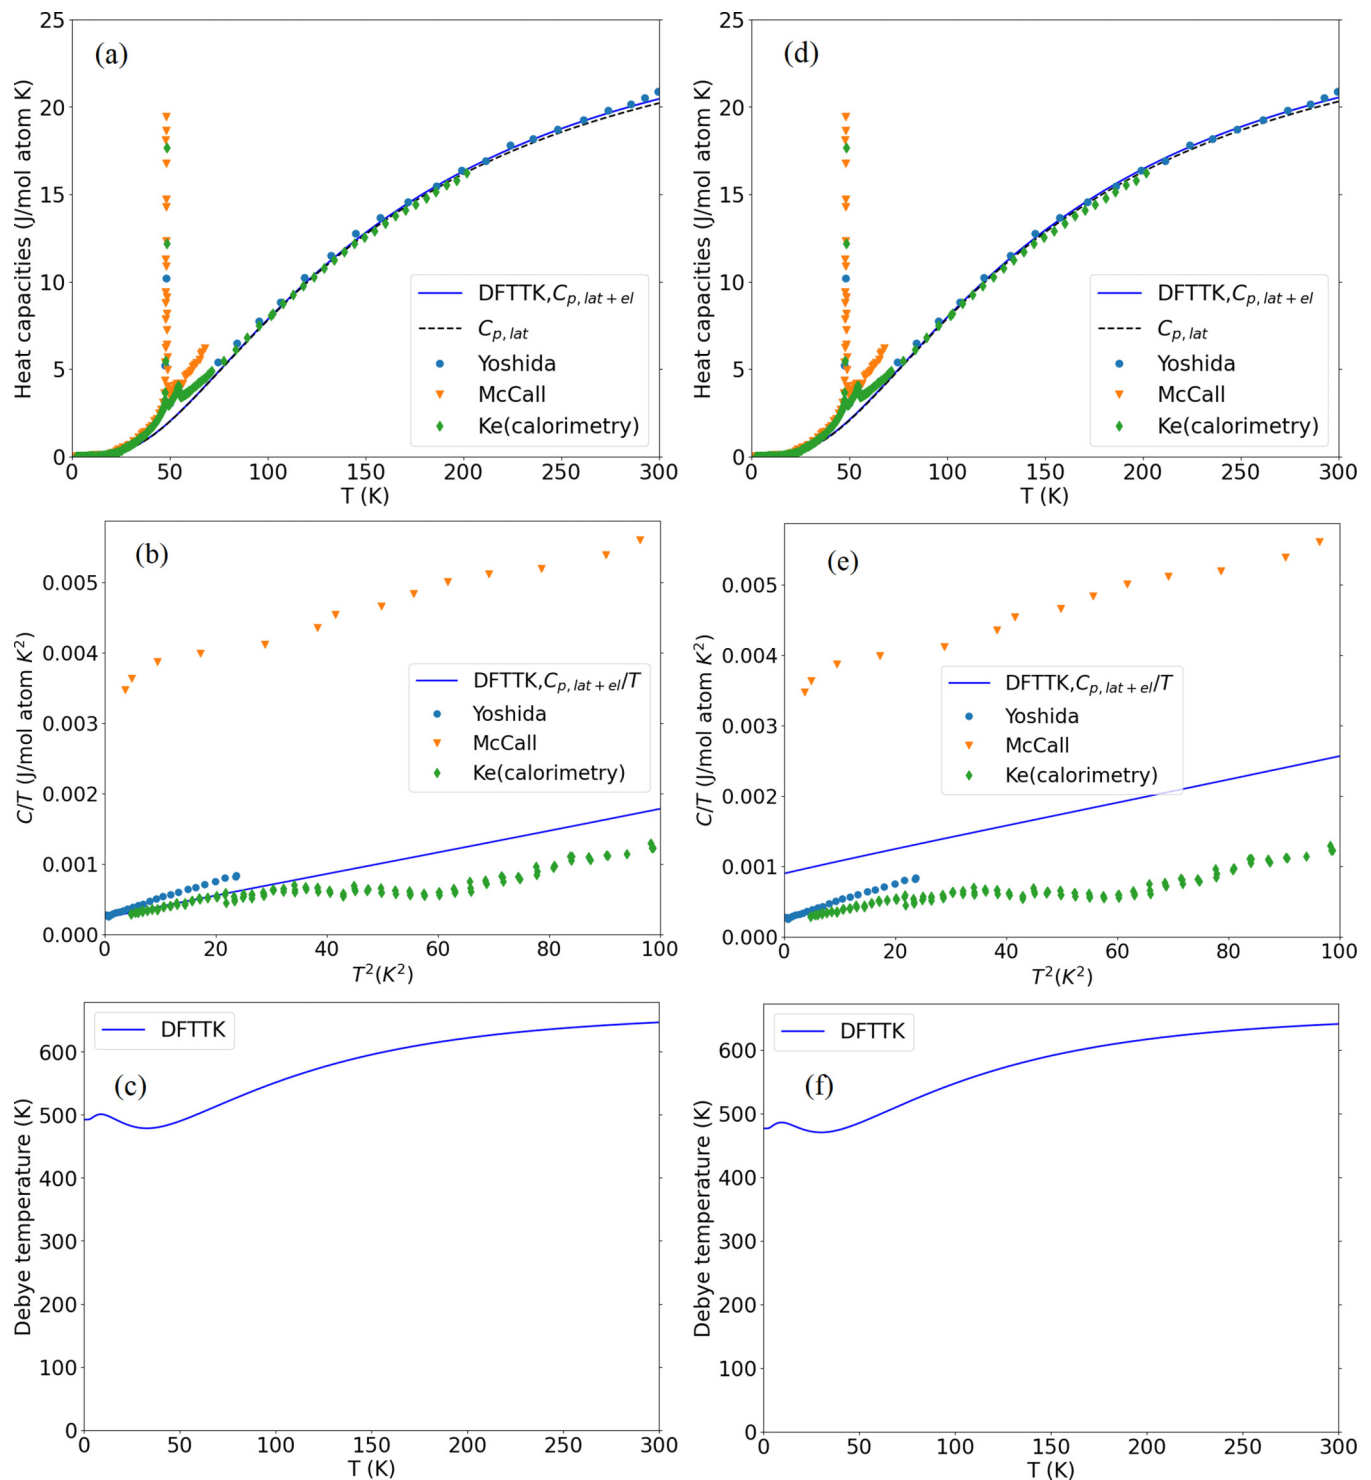 (a)
Heat capacities (J/mol atom K)
25
20
15
10
5
0
DFTTK,C_{p, lat+el}
C_{p, lat}
Yoshida
McCall
Ke(calorimetry)
0 50 100 150 200 250 300
T (K)
(d)
Heat capacities (J/mol atom K)
25
20
15
10
5
0
DFTTK,C_{p, lat+el}
C_{p, lat}
Yoshida
McCall
Ke(calorimetry)
0 50 100 150 200 250 300
T (K)
(b)
C/T (J/mol atom K²)
0.005
0.004
0.003
0.002
0.001
0.000
DFTTK,C_{p, lat+el}/T
Yoshida
McCall
Ke(calorimetry)
0 20 40 60 80 100
T²(K²)
(e)
C/T (J/mol atom K²)
0.005
0.004
0.003
0.002
0.001
0.000
DFTTK,C_{p, lat+el}/T
Yoshida
McCall
Ke(calorimetry)
0 20 40 60 80 100
T²(K²)
DFTTK
(c)
Debye temperature (K)
600
500
400
300
200
100
0
0 50 100 150 200 250 300
T (K)
DFTTK
(f)
Debye temperature (K)
600
500
400
300
200
100
0
0 50 100 150 200 250 300
T (K)